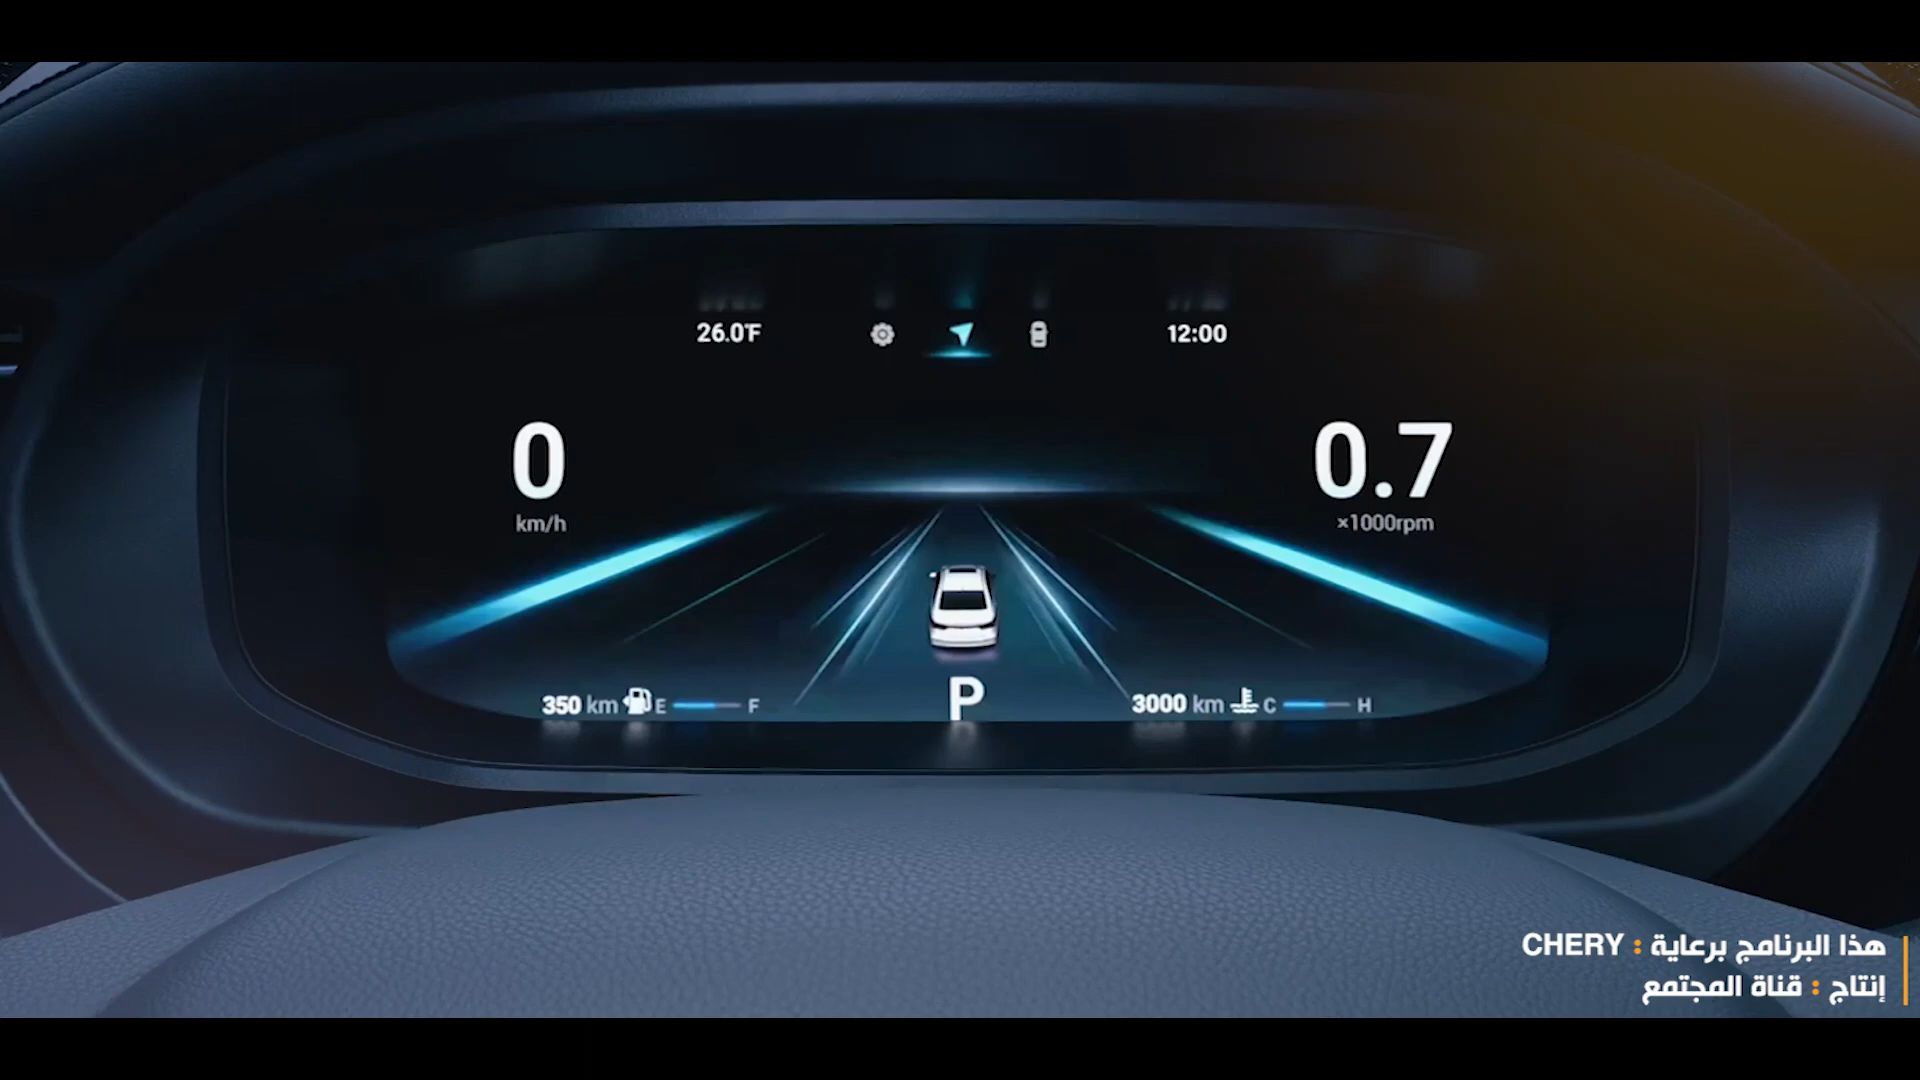 26.0°F
12:00
0
km/h
0.7
×1000rpm
350 km E F
P
3000 km C H
هذا البرنامج برعاية : CHERY
إنتاج : قناة المجتمع